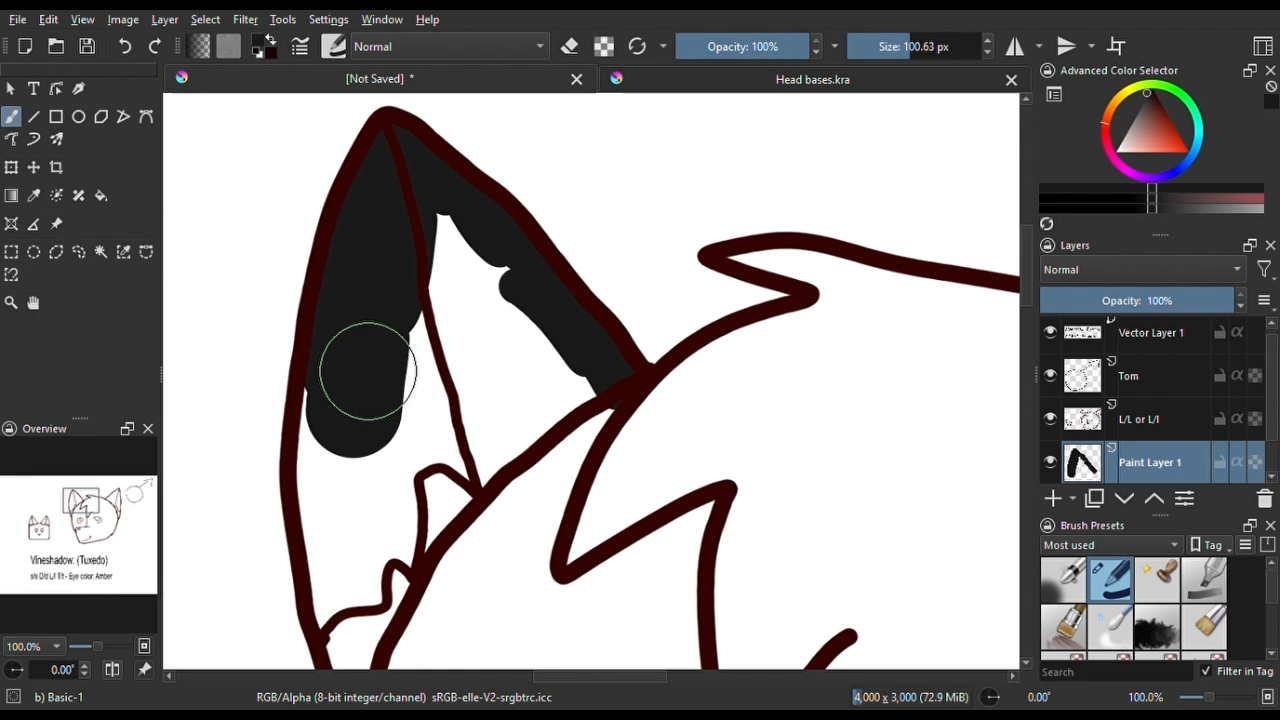 File Edit View Image Layer Select Filter Tools Settings Window Help
Normal Opacity: 100% Size: 100.63 px
[Not Saved] * Head bases.kra
Advanced Color Selector
Layers
Normal
Opacity: 100%
Vector Layer 1
Tom
L/L or L/l
Paint Layer 1
Brush Presets
Most used Tag
Search Filter in Tag
Overview
Vineshadow: (Tuxedo)
100.0%
0.00°
b) Basic-1 RGB/Alpha (8-bit integer/channel) sRGB-elle-V2-srgbtrc.icc 4,000 x 3,000 (72.9 MiB) 0.00° 100.0%